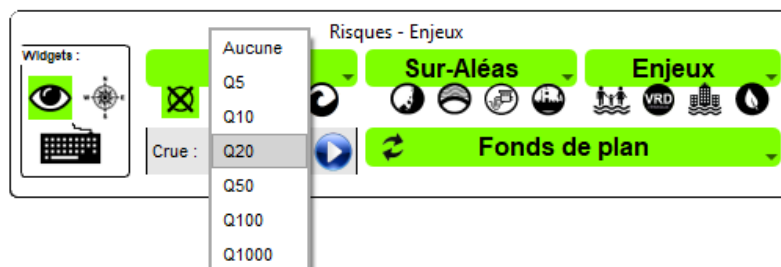 Risques - Enjeux
Widgets :
Aucune
Q5
Q10
Q20
Q50
Q100
Q1000
Sur-Aléas
Enjeux
VRD
Crue :
Fonds de plan